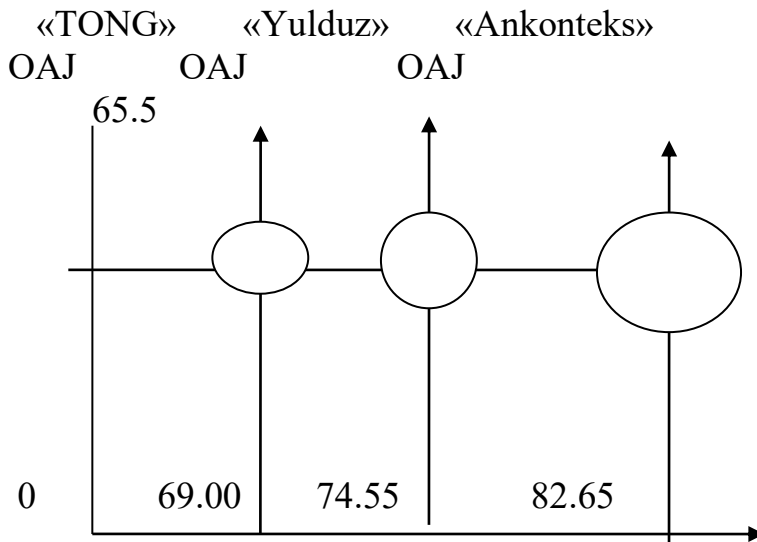 «TONG» «Yulduz» «Ankonteks»
OAJ OAJ OAJ
65.5
0 69.00 74.55 82.65